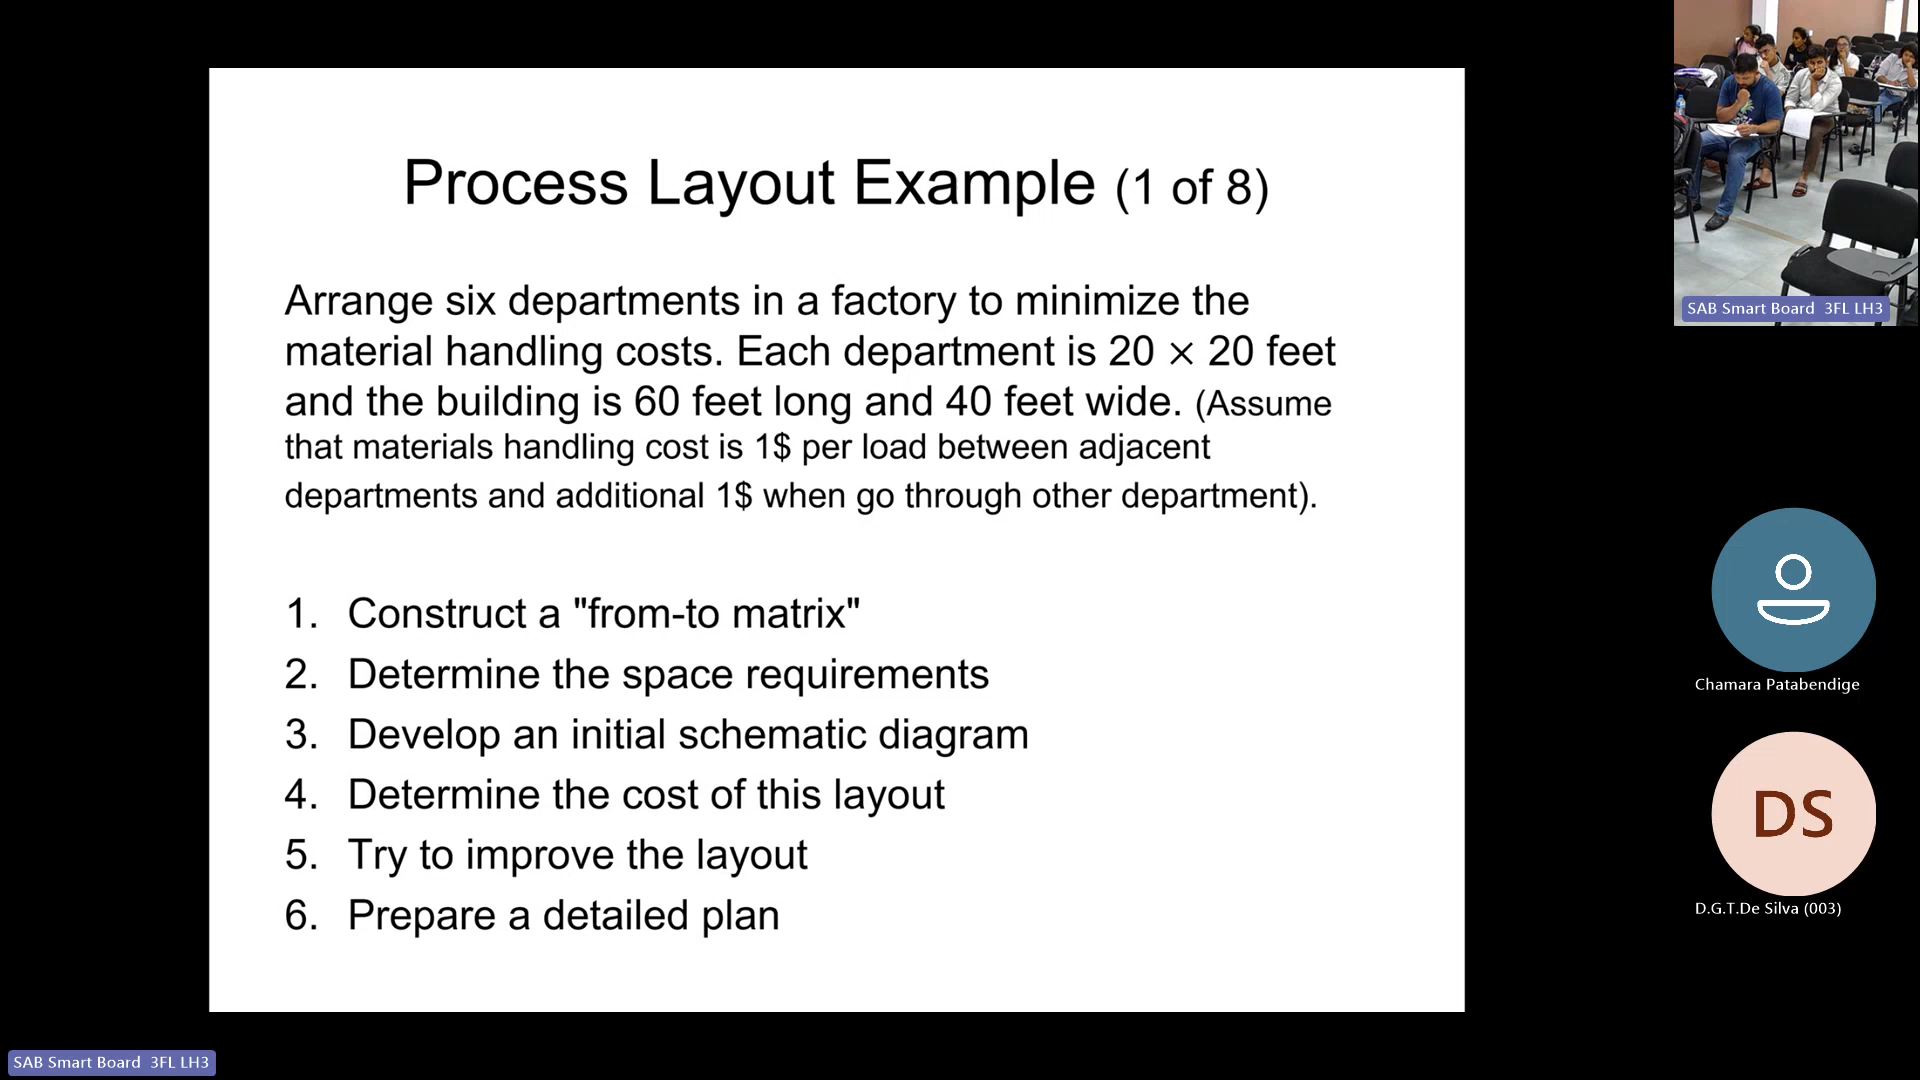 Process Layout Example (1 of 8)
Arrange six departments in a factory to minimize the
material handling costs. Each department is 20 × 20 feet
and the building is 60 feet long and 40 feet wide. (Assume
that materials handling cost is 1$ per load between adjacent
departments and additional 1$ when go through other department).
1. Construct a "from-to matrix"
2. Determine the space requirements
3. Develop an initial schematic diagram
4. Determine the cost of this layout
5. Try to improve the layout
6. Prepare a detailed plan
SAB Smart Board 3FL LH3
Chamara Patabendige
DS
D.G.T.De Silva (003)
SAB Smart Board 3FL LH3